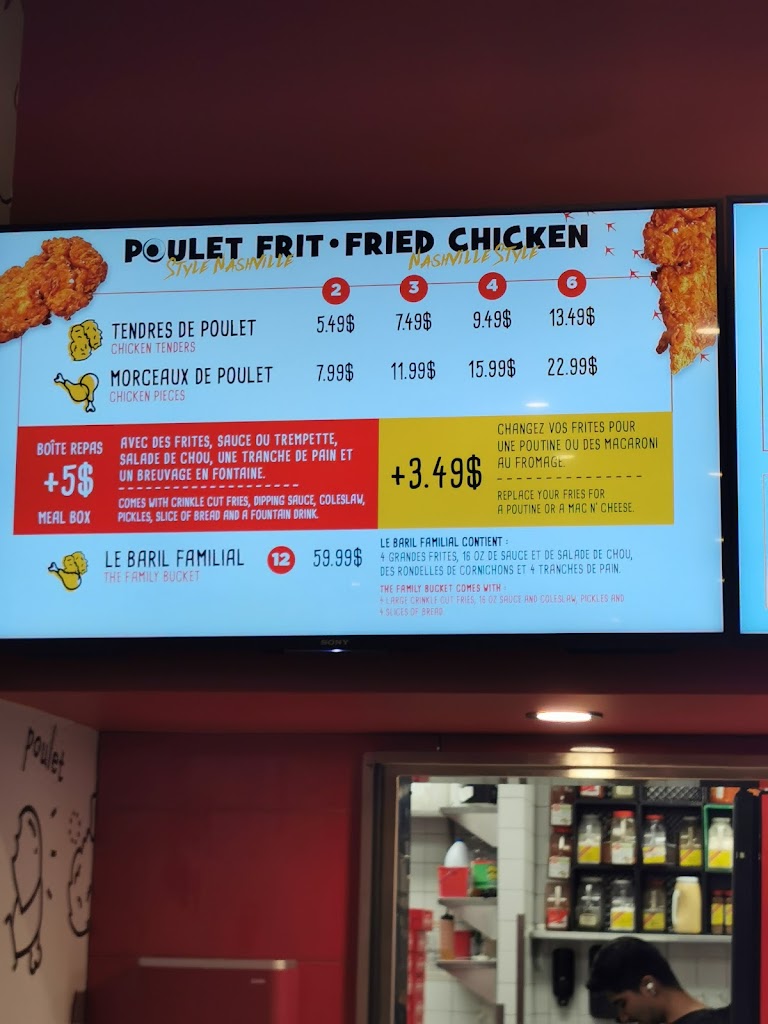 POULET FRIT • FRIED CHICKEN
STYLE NASHVILLE NASHVILLE STYLE
2 3 4 6
TENDRES DE POULET 5.49$ 7.49$ 9.49$ 13.49$
CHICKEN TENDERS
MORCEAUX DE POULET 7.99$ 11.99$ 15.99$ 22.99$
CHICKEN PIECES
BOÎTE REPAS
+5$
MEAL BOX
AVEC DES FRITES, SAUCE OU TREMPETTE,
SALADE DE CHOU, UNE TRANCHE DE PAIN ET
UN BREUVAGE EN FONTAINE.
COMES WITH CRINKLE CUT FRIES, DIPPING SAUCE, COLESLAW,
PICKLES, SLICE OF BREAD AND A FOUNTAIN DRINK.
+3.49$
CHANGEZ VOS FRITES POUR
UNE POUTINE OU DES MACARONI
AU FROMAGE.
REPLACE YOUR FRIES FOR
A POUTINE OR A MAC N' CHEESE.
LE BARIL FAMILIAL 12 59.99$
THE FAMILY BUCKET
LE BARIL FAMILIAL CONTIENT :
4 GRANDES FRITES, 16 OZ DE SAUCE ET DE SALADE DE CHOU,
DES RONDELLES DE CORNICHONS ET 4 TRANCHES DE PAIN.
THE FAMILY BUCKET COMES WITH :
4 LARGE CRINKLE CUT FRIES, 16 OZ SAUCE AND COLESLAW, PICKLES AND
4 SLICES OF BREAD.
SONY
poulet